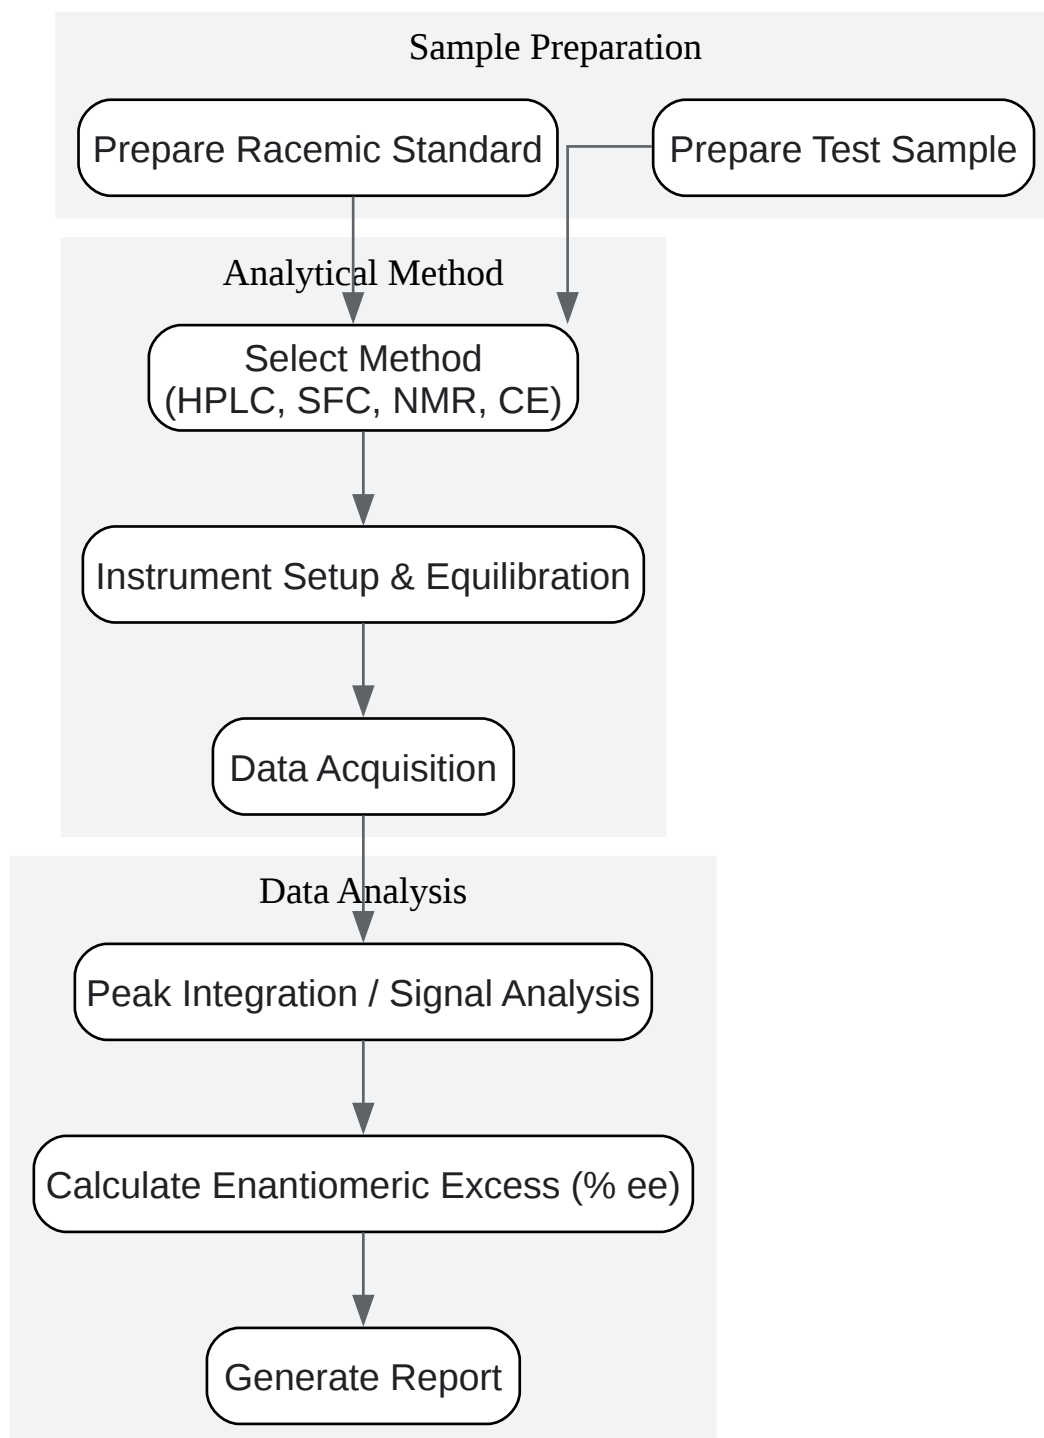 Sample Preparation
Prepare Racemic Standard
Prepare Test Sample
Analytical Method
Select Method
(HPLC, SFC, NMR, CE)
Instrument Setup & Equilibration
Data Acquisition
Data Analysis
Peak Integration / Signal Analysis
Calculate Enantiomeric Excess (% ee)
Generate Report